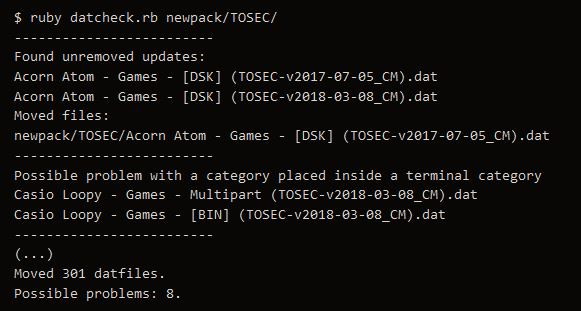 $ ruby datcheck.rb newpack/TOSEC/
-------------------------
Found unremoved updates:
Acorn Atom - Games - [DSK] (TOSEC-v2017-07-05_CM).dat
Acorn Atom - Games - [DSK] (TOSEC-v2018-03-08_CM).dat
Moved files:
newpack/TOSEC/Acorn Atom - Games - [DSK] (TOSEC-v2017-07-05_CM).dat
-------------------------
Possible problem with a category placed inside a terminal category
Casio Loopy - Games - Multipart (TOSEC-v2018-03-08_CM).dat
Casio Loopy - Games - [BIN] (TOSEC-v2018-03-08_CM).dat
-------------------------
(...)
Moved 301 datfiles.
Possible problems: 8.